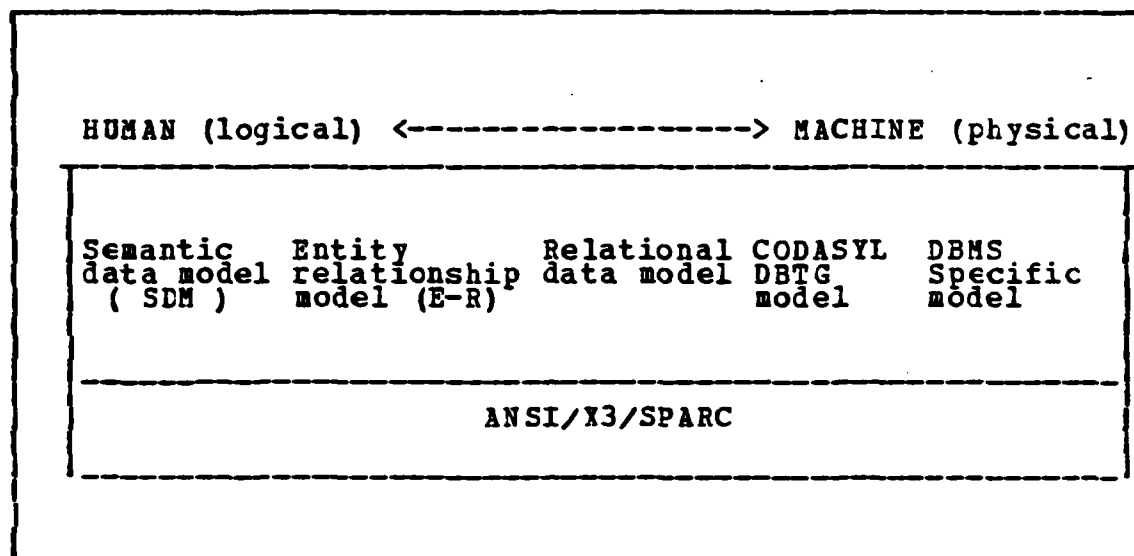 HUMAN (logical) <------------------> MACHINE (physical)
Semantic Entity Relational CODASYL DBMS
data model relationship data model DBTG Specific
( SDM ) model (E-R) model model
ANSI/X3/SPARC